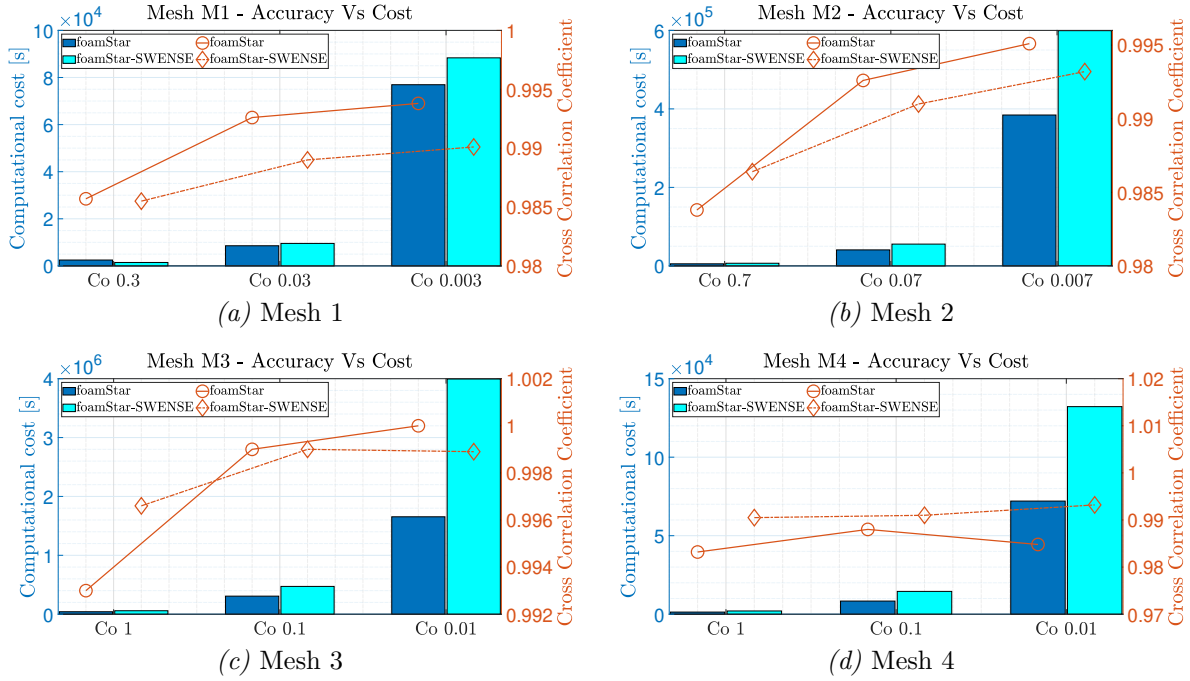 Mesh M1 - Accuracy Vs Cost
×10^4
foamStar
foamStar-SWENSE
foamStar
foamStar-SWENSE
Computational cost [s]
10
8
6
4
2
0
Co 0.3
Co 0.03
Co 0.003
1
0.995
0.99
0.985
0.98
Cross Correlation Coefficient
(a) Mesh 1
Mesh M2 - Accuracy Vs Cost
×10^5
foamStar
foamStar-SWENSE
foamStar
foamStar-SWENSE
Computational cost [s]
6
4
2
0
Co 0.7
Co 0.07
Co 0.007
0.995
0.99
0.985
0.98
Cross Correlation Coefficient
(b) Mesh 2
Mesh M3 - Accuracy Vs Cost
×10^6
foamStar
foamStar-SWENSE
foamStar
foamStar-SWENSE
Computational cost [s]
4
3
2
1
0
Co 1
Co 0.1
Co 0.01
1.002
1
0.998
0.996
0.994
0.992
Cross Correlation Coefficient
(c) Mesh 3
Mesh M4 - Accuracy Vs Cost
×10^4
foamStar
foamStar-SWENSE
foamStar
foamStar-SWENSE
Computational cost [s]
15
10
5
0
Co 1
Co 0.1
Co 0.01
1.02
1.01
1
0.99
0.98
0.97
Cross Correlation Coefficient
(d) Mesh 4